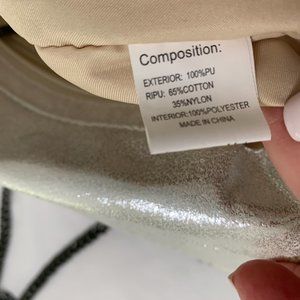 Composition:
EXTERIOR: 100%PU
RIPU: 65%COTTON
35%NYLON
INTERIOR:100%POLYESTER
MADE IN CHINA